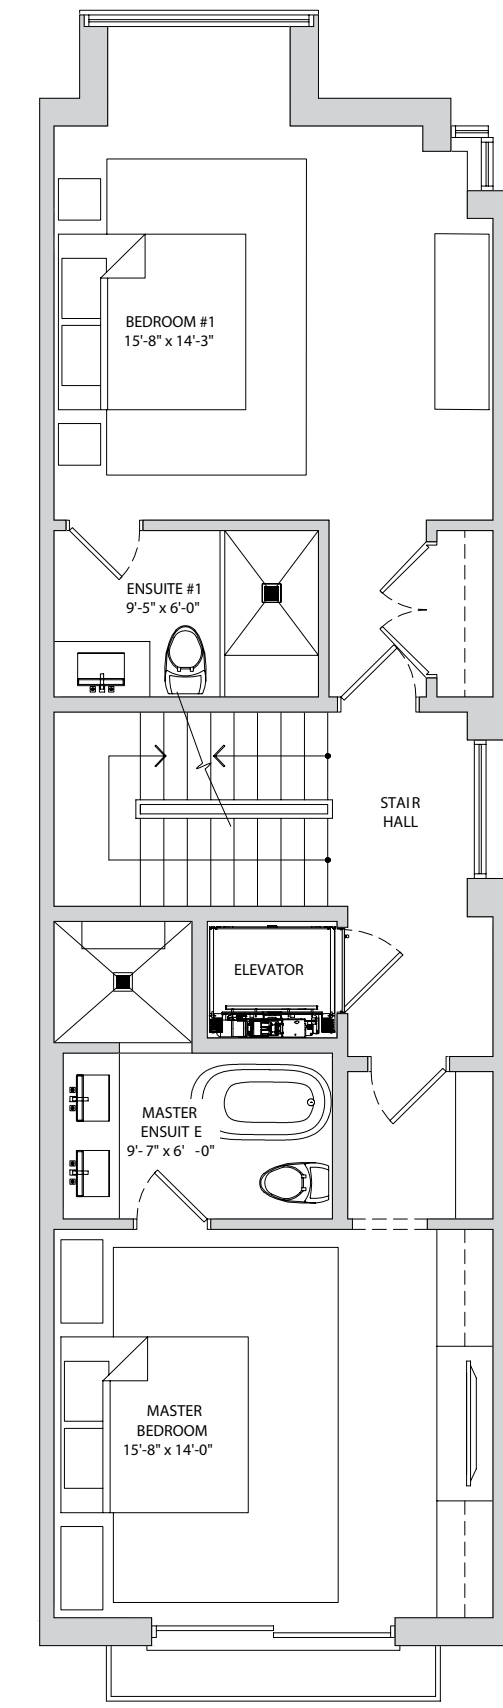 BEDROOM #1
15'-8" x 14'-3"
ENSUITE #1
9'-5" x 6'-0"
STAIR
HALL
ELEVATOR
MASTER
ENSUIT E
9'- 7" x 6' -0"
MASTER
BEDROOM
15'-8" x 14'-0"